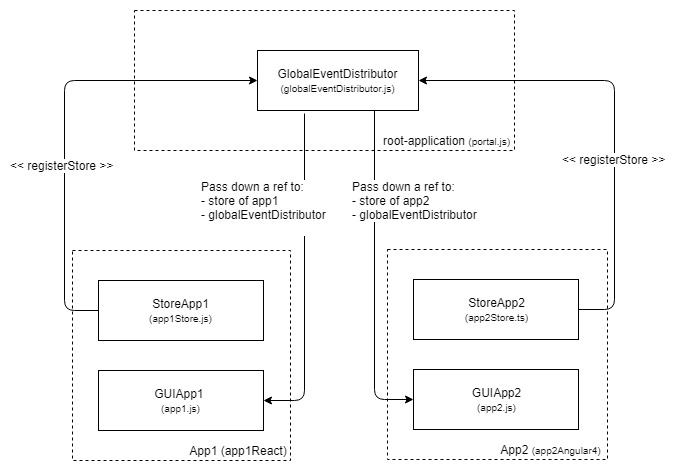 GlobalEventDistributor
(globalEventDistributor.js)
root-application (portal.js)
<< registerStore >>
<< registerStore >>
Pass down a ref to:
- store of app1
- globalEventDistributor
Pass down a ref to:
- store of app2
- globalEventDistributor
StoreApp1
(app1Store.js)
GUIApp1
(app1.js)
App1 (app1React)
StoreApp2
(app2Store.ts)
GUIApp2
(app2.js)
App2 (app2Angular4)